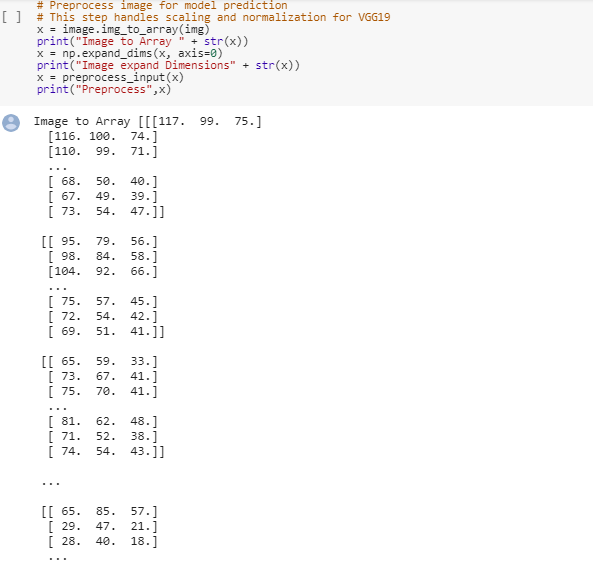 # Preprocess image for model prediction
[ ] # This step handles scaling and normalization for VGG19
x = image.img_to_array(img)
print("Image to Array " + str(x))
x = np.expand_dims(x, axis=0)
print("Image expand Dimensions" + str(x))
x = preprocess_input(x)
print("Preprocess",x)
Image to Array [[[117.  99.  75.]
  [116. 100.  74.]
  [110.  99.  71.]
  ...
  [ 68.  50.  40.]
  [ 67.  49.  39.]
  [ 73.  54.  47.]]
 [[ 95.  79.  56.]
  [ 98.  84.  58.]
  [104.  92.  66.]
  ...
  [ 75.  57.  45.]
  [ 72.  54.  42.]
  [ 69.  51.  41.]]
 [[ 65.  59.  33.]
  [ 73.  67.  41.]
  [ 75.  70.  41.]
  ...
  [ 81.  62.  48.]
  [ 71.  52.  38.]
  [ 74.  54.  43.]]
 ...
 [[ 65.  85.  57.]
  [ 29.  47.  21.]
  [ 28.  40.  18.]
  ...